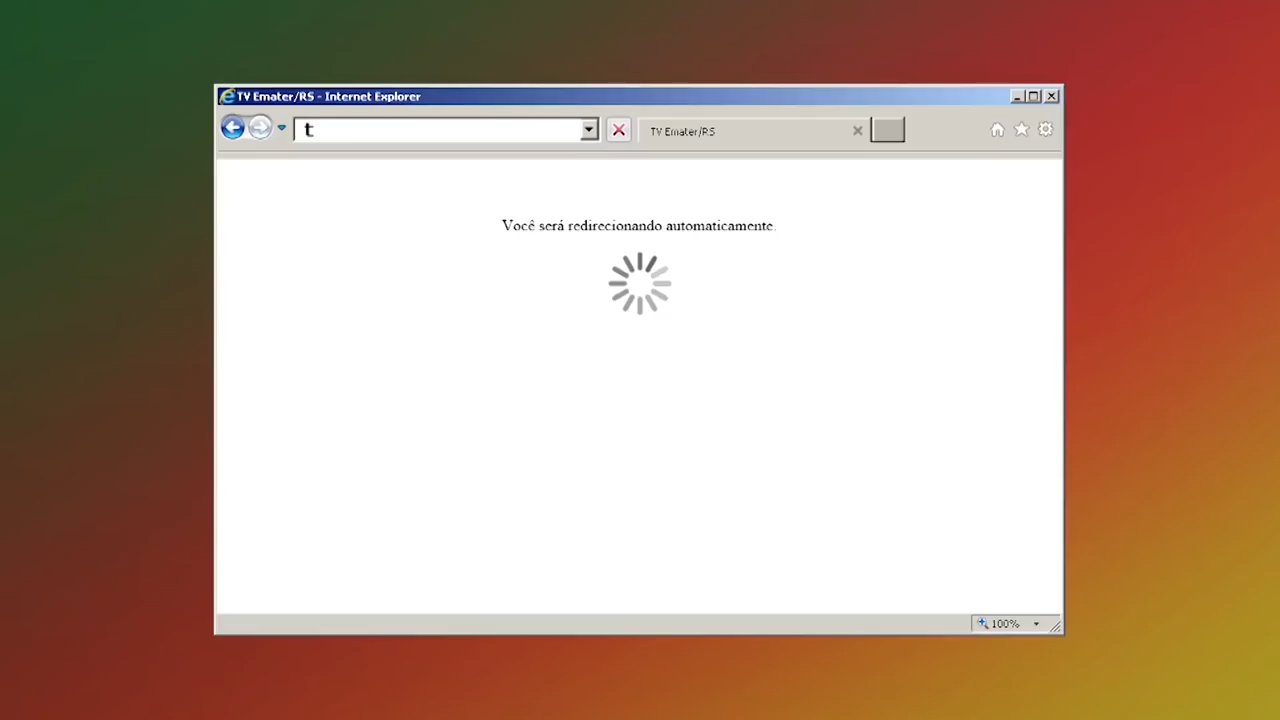 TV Emater/RS - Internet Explorer
t
TV Emater/RS
Você será redirecionando automaticamente.
100%